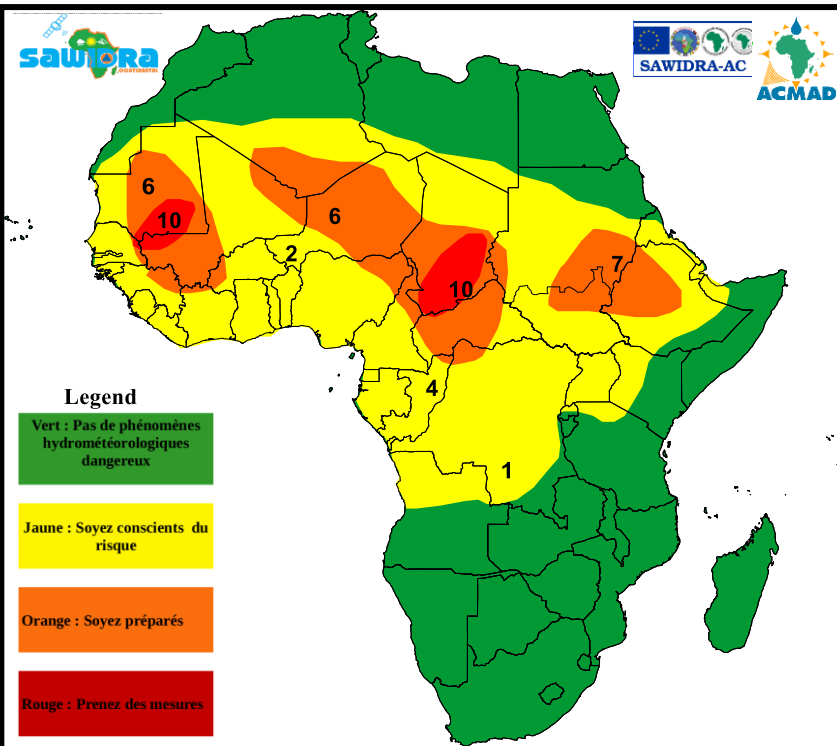 SAWIDRA
CONTINENTAL
SAWIDRA-AC
ACMAD
6
10
6
2
7
10
4
1
Legend
Vert : Pas de phénomènes
hydrométéorologiques
dangereux
Jaune : Soyez conscients du
risque
Orange : Soyez préparés
Rouge : Prenez des mesures